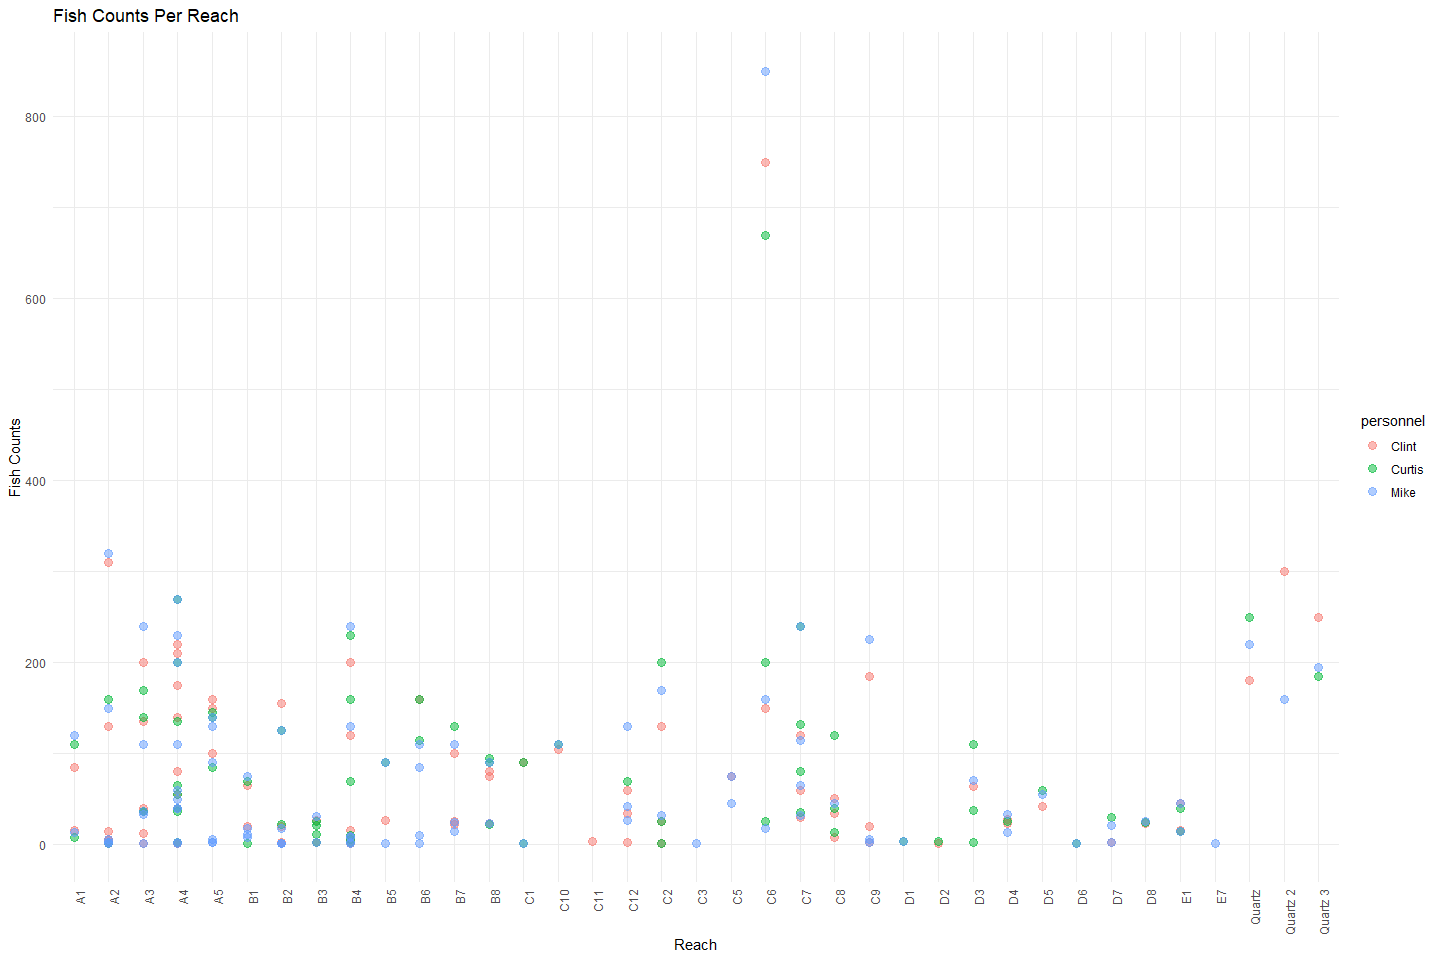 Fish Counts Per Reach
Fish Counts
800
600
400
200
0
A1 A2 A3 A4 A5 B1 B2 B3 B4 B5 B6 B7 B8 C1 C10 C11 C12 C2 C3 C5 C6 C7 C8 C9 D1 D2 D3 D4 D5 D6 D7 D8 E1 E7 Quartz Quartz 2 Quartz 3
Reach
personnel
Clint
Curtis
Mike